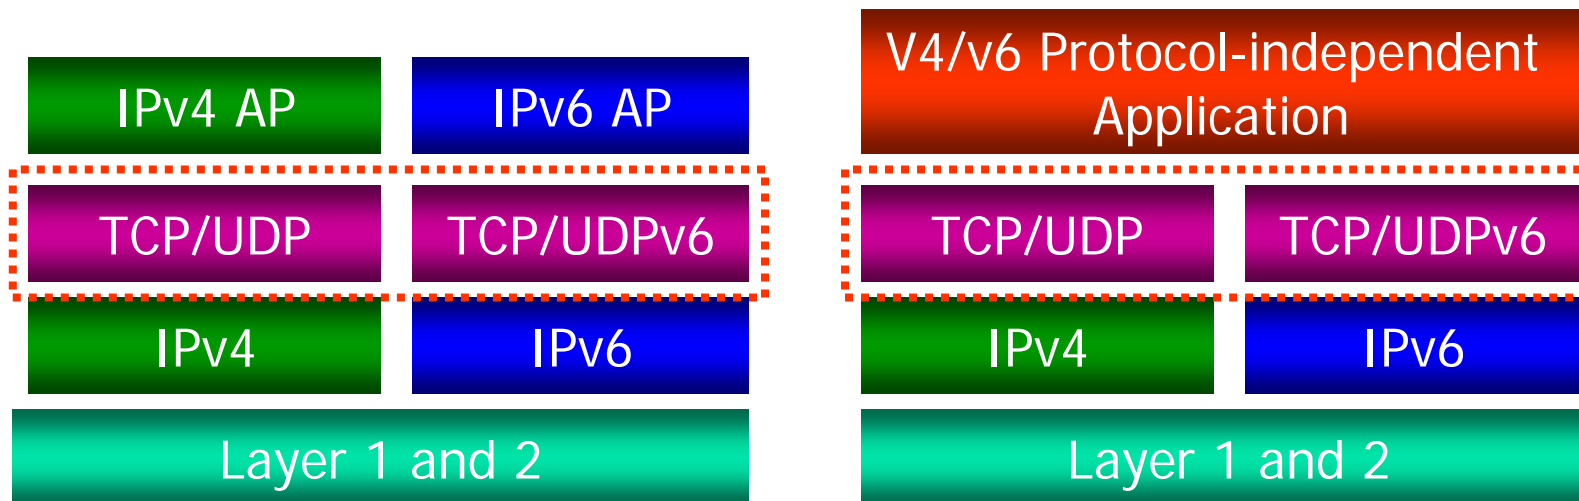 IPv4 AP
IPv6 AP
TCP/UDP
TCP/UDPv6
IPv4
IPv6
Layer 1 and 2
V4/v6 Protocol-independent
Application
TCP/UDP
TCP/UDPv6
IPv4
IPv6
Layer 1 and 2